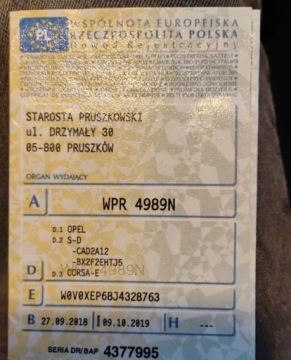 PL
WSPÓLNOTA EUROPEJSKA
RZECZPOSPOLITA POLSKA
Dowód Rejestracyjny
STAROSTA PRUSZKOWSKI
ul. DRZYMAŁY 30
05-800 PRUSZKÓW
ORGAN WYDAJĄCY
A WPR 4989N
D.1 OPEL
D.2 S-D
-CAD2A12
-BX2F2EHTJ5
D D.3 CORSA-E
E W0V0XEP68J4328763
B 27.09.2018 I 09.10.2019 H ---
SERIA DR/BAP 4377995